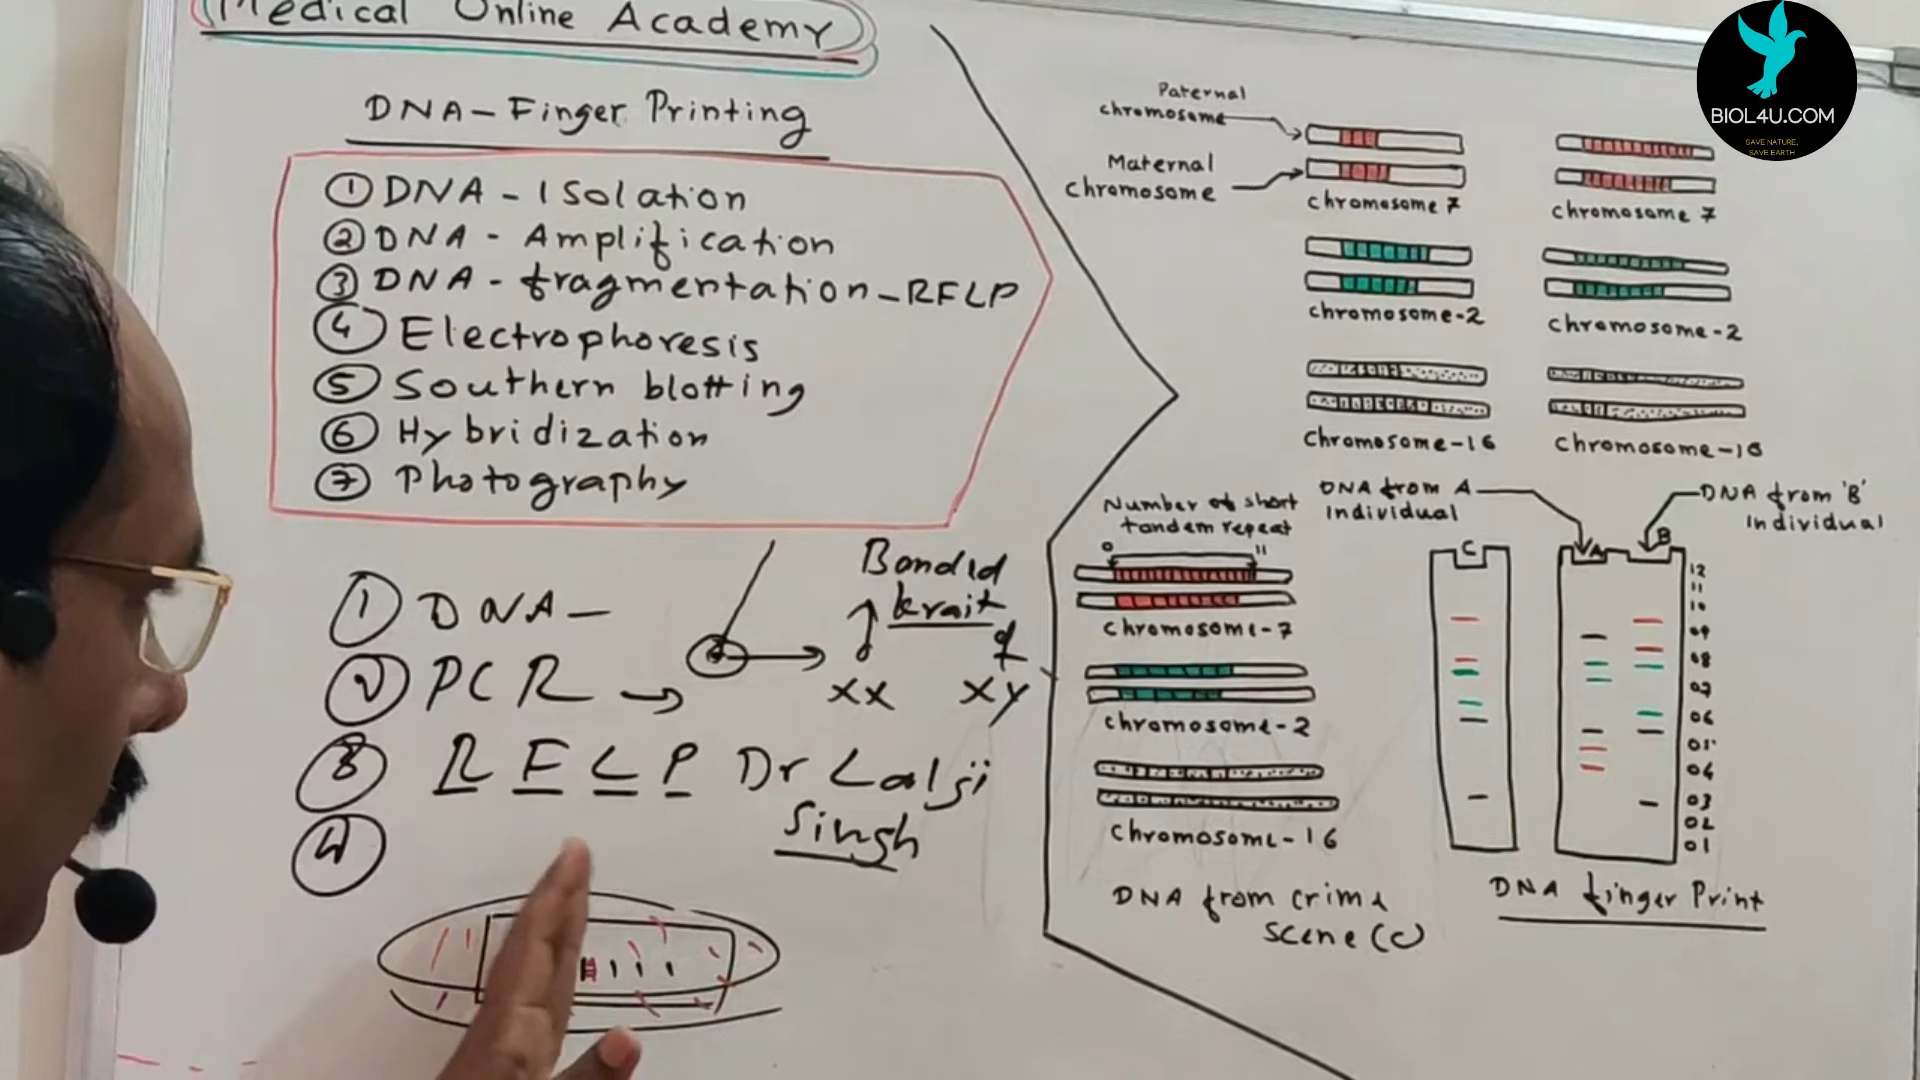 Medical Online Academy
DNA-Finger Printing
① DNA - Isolation
② DNA - Amplification
③ DNA - fragmentation-RFLP
④ Electrophoresis
⑤ Southern blotting
⑥ Hybridization
⑦ Photography
① DNA-
② PCR →
③ RFLP Dr Lalji
Singh
④
Banded
krait
XX XY
Paternal
chromosome
Maternal
chromosome
chromosome 7
chromosome 7
chromosome-2
chromosome-2
Chromosome-16
chromosome-16
Number of short
tandem repeat
0 11
chromosome-7
chromosome-2
chromosome-16
DNA from crime
scene (C)
DNA from A
Individual
DNA from 'B'
Individual
C
A
B
12
11
10
09
08
07
06
05
04
03
02
01
DNA finger Print
BIOL4U.COM
SAVE NATURE,
SAVE EARTH